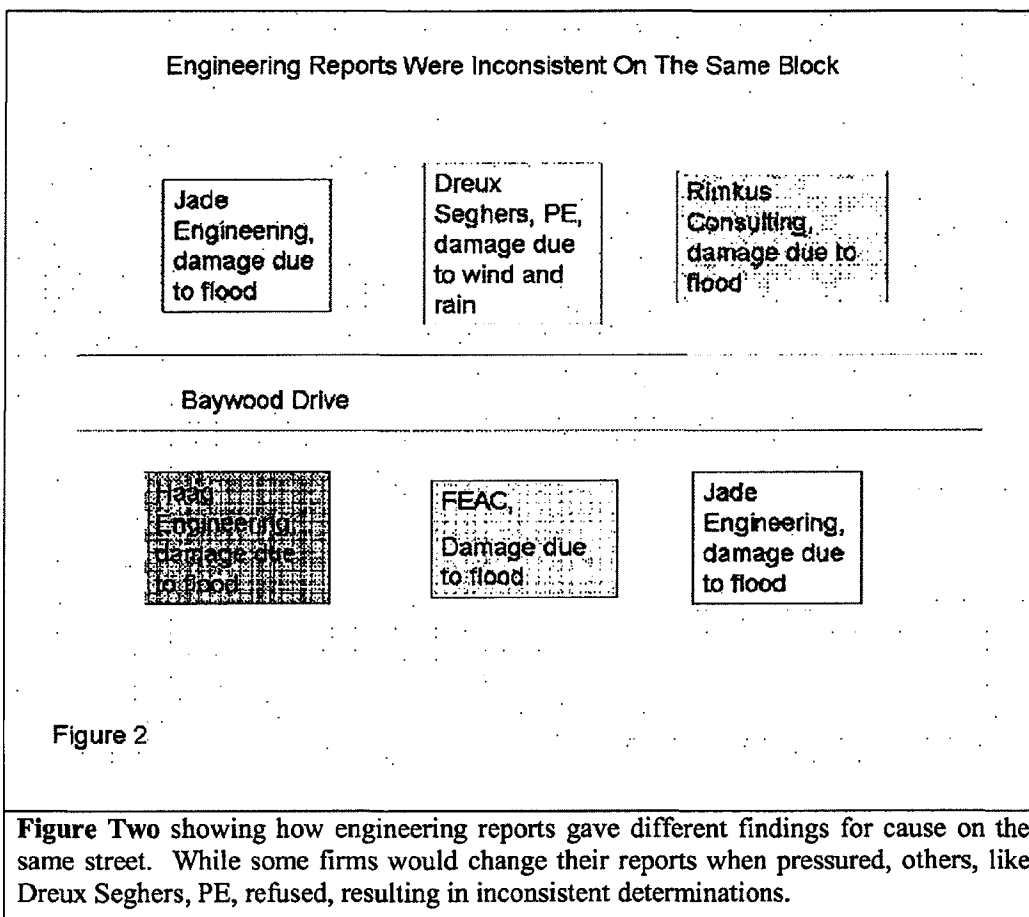 Engineering Reports Were Inconsistent On The Same Block
Jade
Engineering,
damage due
to flood
Dreux
Seghers, PE,
damage due
to wind and
rain
Rimkus
Consulting,
damage due to
flood
Baywood Drive
Haag
Engineering,
damage due
to flood
FEAC,
Damage due
to flood
Jade
Engineering,
damage due
to flood
Figure 2
Figure Two showing how engineering reports gave different findings for cause on the
same street. While some firms would change their reports when pressured, others, like
Dreux Seghers, PE, refused, resulting in inconsistent determinations.